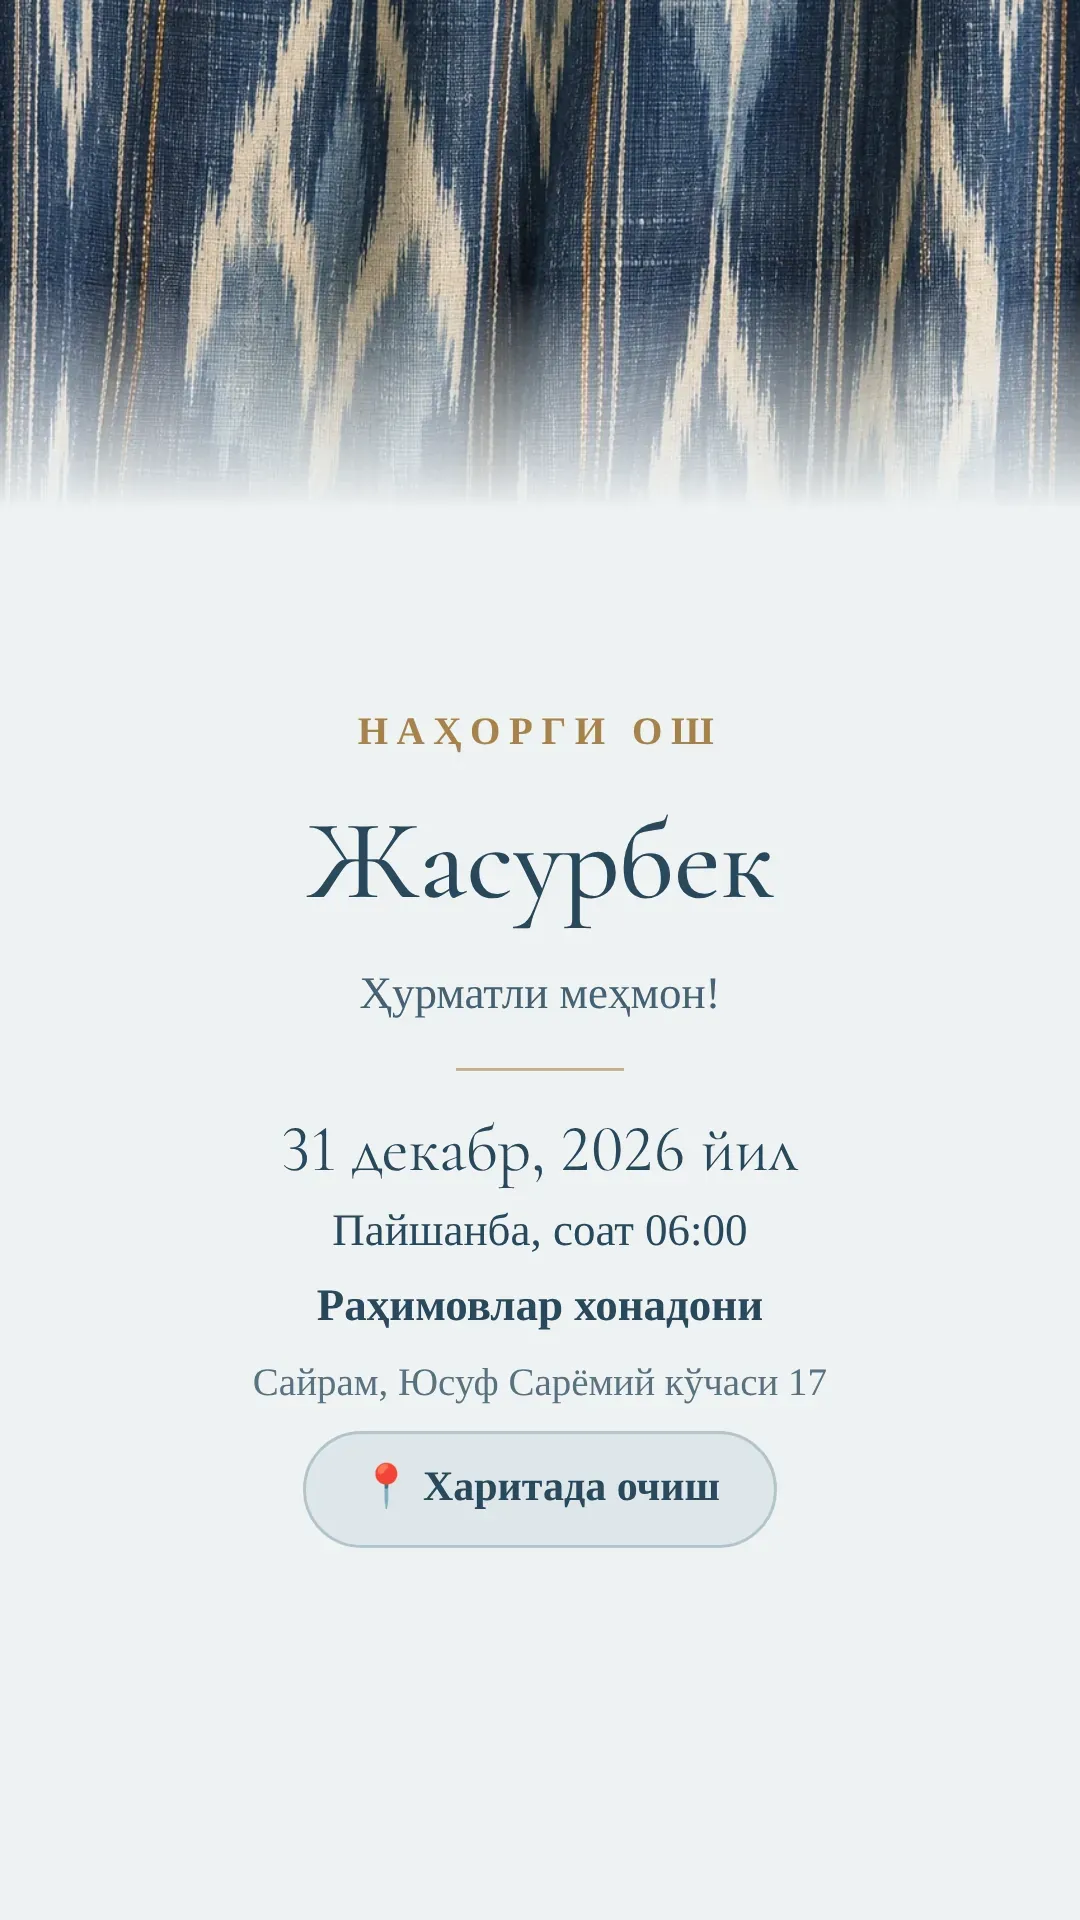 НАҲОРГИ ОШ
Жасурбек
Ҳурматли меҳмон!
31 декабр, 2026 йил
Пайшанба, соат 06:00
Раҳимовлар хонадони
Сайрам, Юсуф Сарёмий кўчаси 17
📍 Харитада очиш